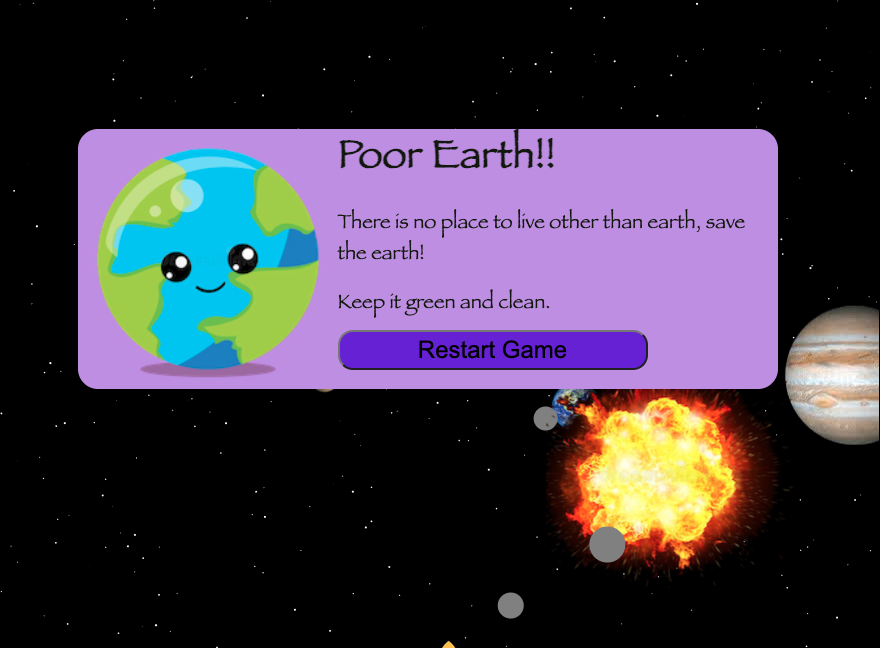 Poor Earth!!
There is no place to live other than earth, save
the earth!
Keep it green and clean.
Restart Game